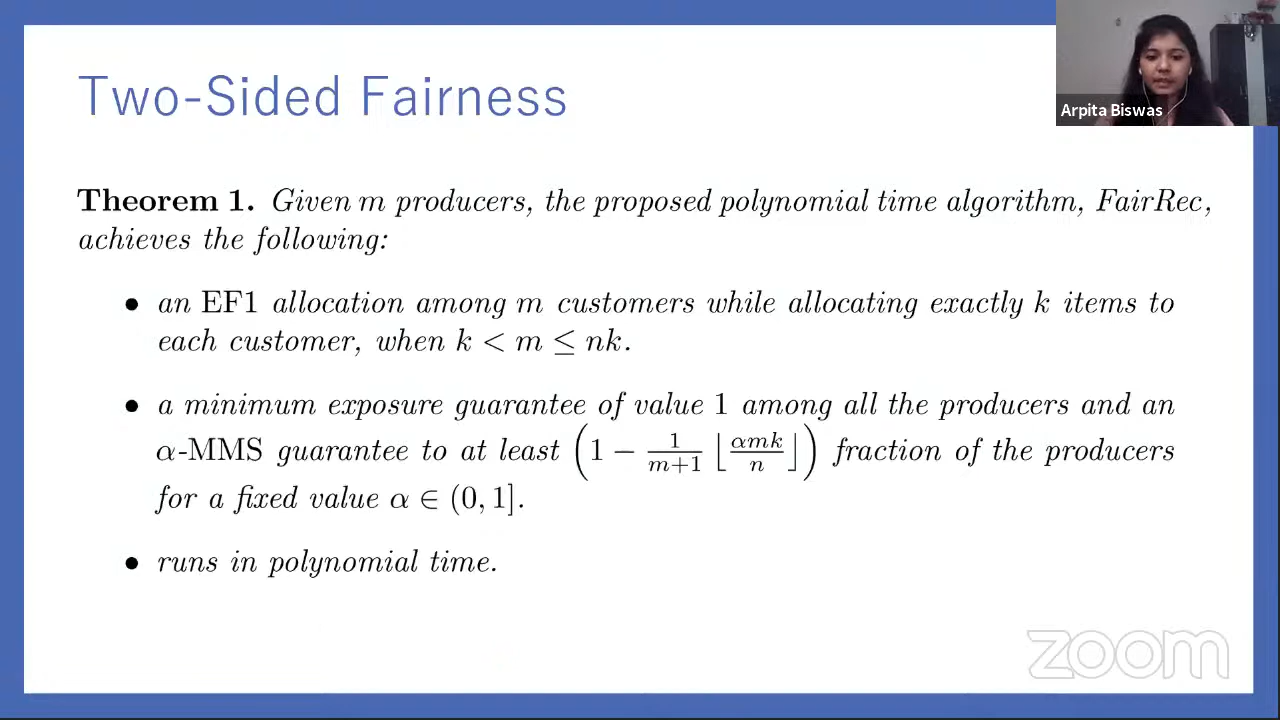 Two-Sided Fairness
Arpita Biswas
Theorem 1. Given m producers, the proposed polynomial time algorithm, FairRec,
achieves the following:
• an EF1 allocation among m customers while allocating exactly k items to
each customer, when k < m ≤ nk.
• a minimum exposure guarantee of value 1 among all the producers and an
α-MMS guarantee to at least (1 − 1/(m+1) ⌊αmk/n⌋) fraction of the producers
for a fixed value α ∈ (0, 1].
• runs in polynomial time.
zoom